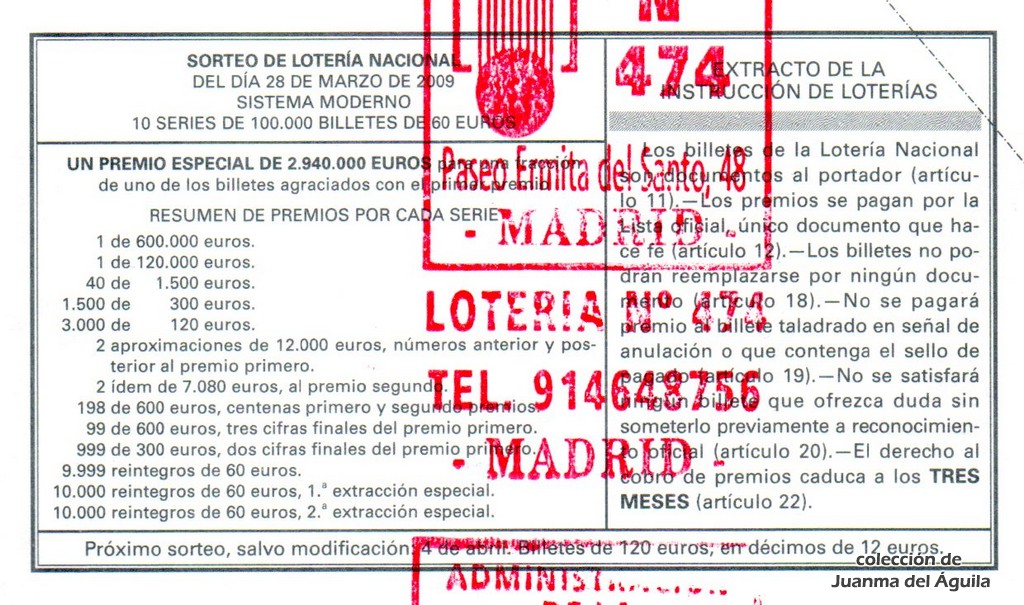 SORTEO DE LOTERÍA NACIONAL
DEL DÍA 28 DE MARZO DE 2009
SISTEMA MODERNO
10 SERIES DE 100.000 BILLETES DE 60 EUROS
UN PREMIO ESPECIAL DE 2.940.000 EUROS para una fracción
de uno de los billetes agraciados con el primer premio
RESUMEN DE PREMIOS POR CADA SERIE
1 de 600.000 euros.
1 de 120.000 euros.
40 de 1.500 euros.
1.500 de 300 euros.
3.000 de 120 euros.
2 aproximaciones de 12.000 euros, números anterior y pos-
terior al premio primero.
2 ídem de 7.080 euros, al premio segundo.
198 de 600 euros, centenas primero y segundo premios.
99 de 600 euros, tres cifras finales del premio primero.
999 de 300 euros, dos cifras finales del premio primero.
9.999 reintegros de 60 euros.
10.000 reintegros de 60 euros, 1.ª extracción especial.
10.000 reintegros de 60 euros, 2.ª extracción especial.
EXTRACTO DE LA
INSTRUCCIÓN DE LOTERÍAS
Los billetes de la Lotería Nacional
son documentos al portador (artícu-
lo 11).—Los premios se pagan por la
Lista oficial, único documento que ha-
ce fe (artículo 12).—Los billetes no po-
drán reemplazarse por ningún docu-
mento (artículo 18).—No se pagará
premio al billete taladrado en señal de
anulación o que contenga el sello de
pagado (artículo 19).—No se satisfará
ningún billete que ofrezca duda sin
someterlo previamente a reconocimien-
to oficial (artículo 20).—El derecho al
cobro de premios caduca a los TRES
MESES (artículo 22).
Próximo sorteo, salvo modificación: 4 de abril. Billetes de 120 euros; en décimos de 12 euros.
474
Paseo Ermita del Santo, 48
- MADRID -
LOTERIA Nº 474
TEL. 914648756
- MADRID -
ADMINISTRACION
colección de
Juanma del Águila